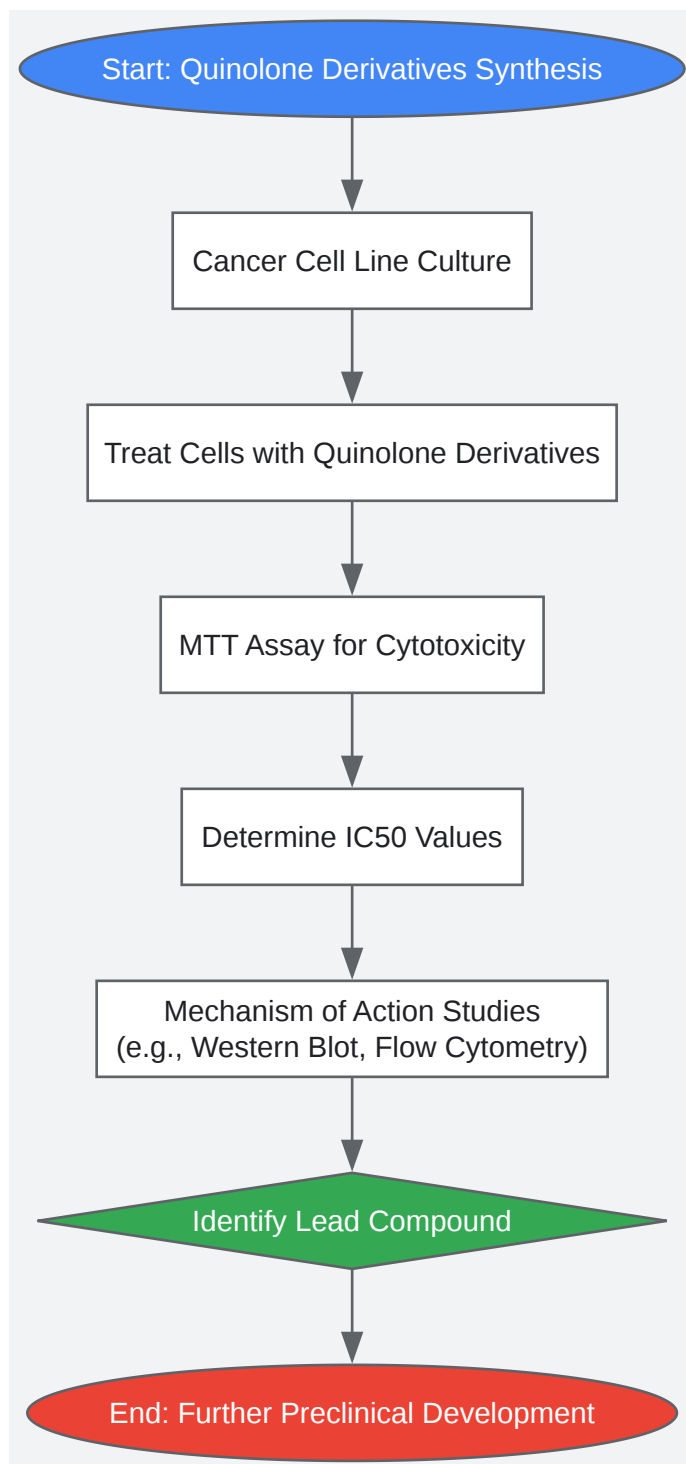 Start: Quinolone Derivatives Synthesis
Cancer Cell Line Culture
Treat Cells with Quinolone Derivatives
MTT Assay for Cytotoxicity
Determine IC50 Values
Mechanism of Action Studies
(e.g., Western Blot, Flow Cytometry)
Identify Lead Compound
End: Further Preclinical Development